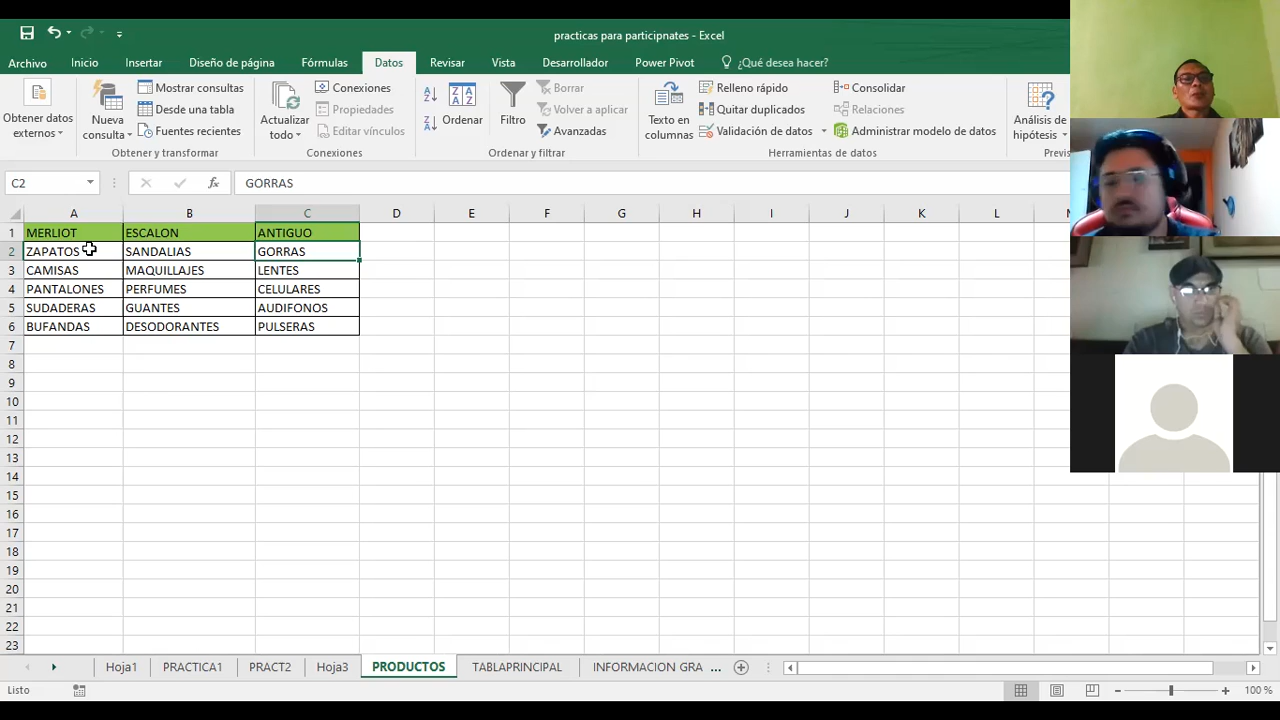 practicas para participnates - Excel
Archivo Inicio Insertar Diseño de página Fórmulas Datos Revisar Vista Desarrollador Power Pivot ¿Qué desea hacer?
Obtener datos externos
Nueva consulta
Mostrar consultas
Desde una tabla
Fuentes recientes
Obtener y transformar
Actualizar todo
Conexiones
Propiedades
Editar vínculos
Conexiones
Ordenar
Filtro
Borrar
Volver a aplicar
Avanzadas
Ordenar y filtrar
Texto en columnas
Relleno rápido
Quitar duplicados
Validación de datos
Consolidar
Relaciones
Administrar modelo de datos
Herramientas de datos
Análisis de hipótesis
Previs
C2 fx GORRAS
A B C D E F G H I J K L M
1 MERLIOT ESCALON ANTIGUO
2 ZAPATOS SANDALIAS GORRAS
3 CAMISAS MAQUILLAJES LENTES
4 PANTALONES PERFUMES CELULARES
5 SUDADERAS GUANTES AUDIFONOS
6 BUFANDAS DESODORANTES PULSERAS
7
8
9
10
11
12
13
14
15
16
17
18
19
20
21
22
23
Hoja1 PRACTICA1 PRACT2 Hoja3 PRODUCTOS TABLAPRINCIPAL INFORMACION GRA ...
Listo 100 %